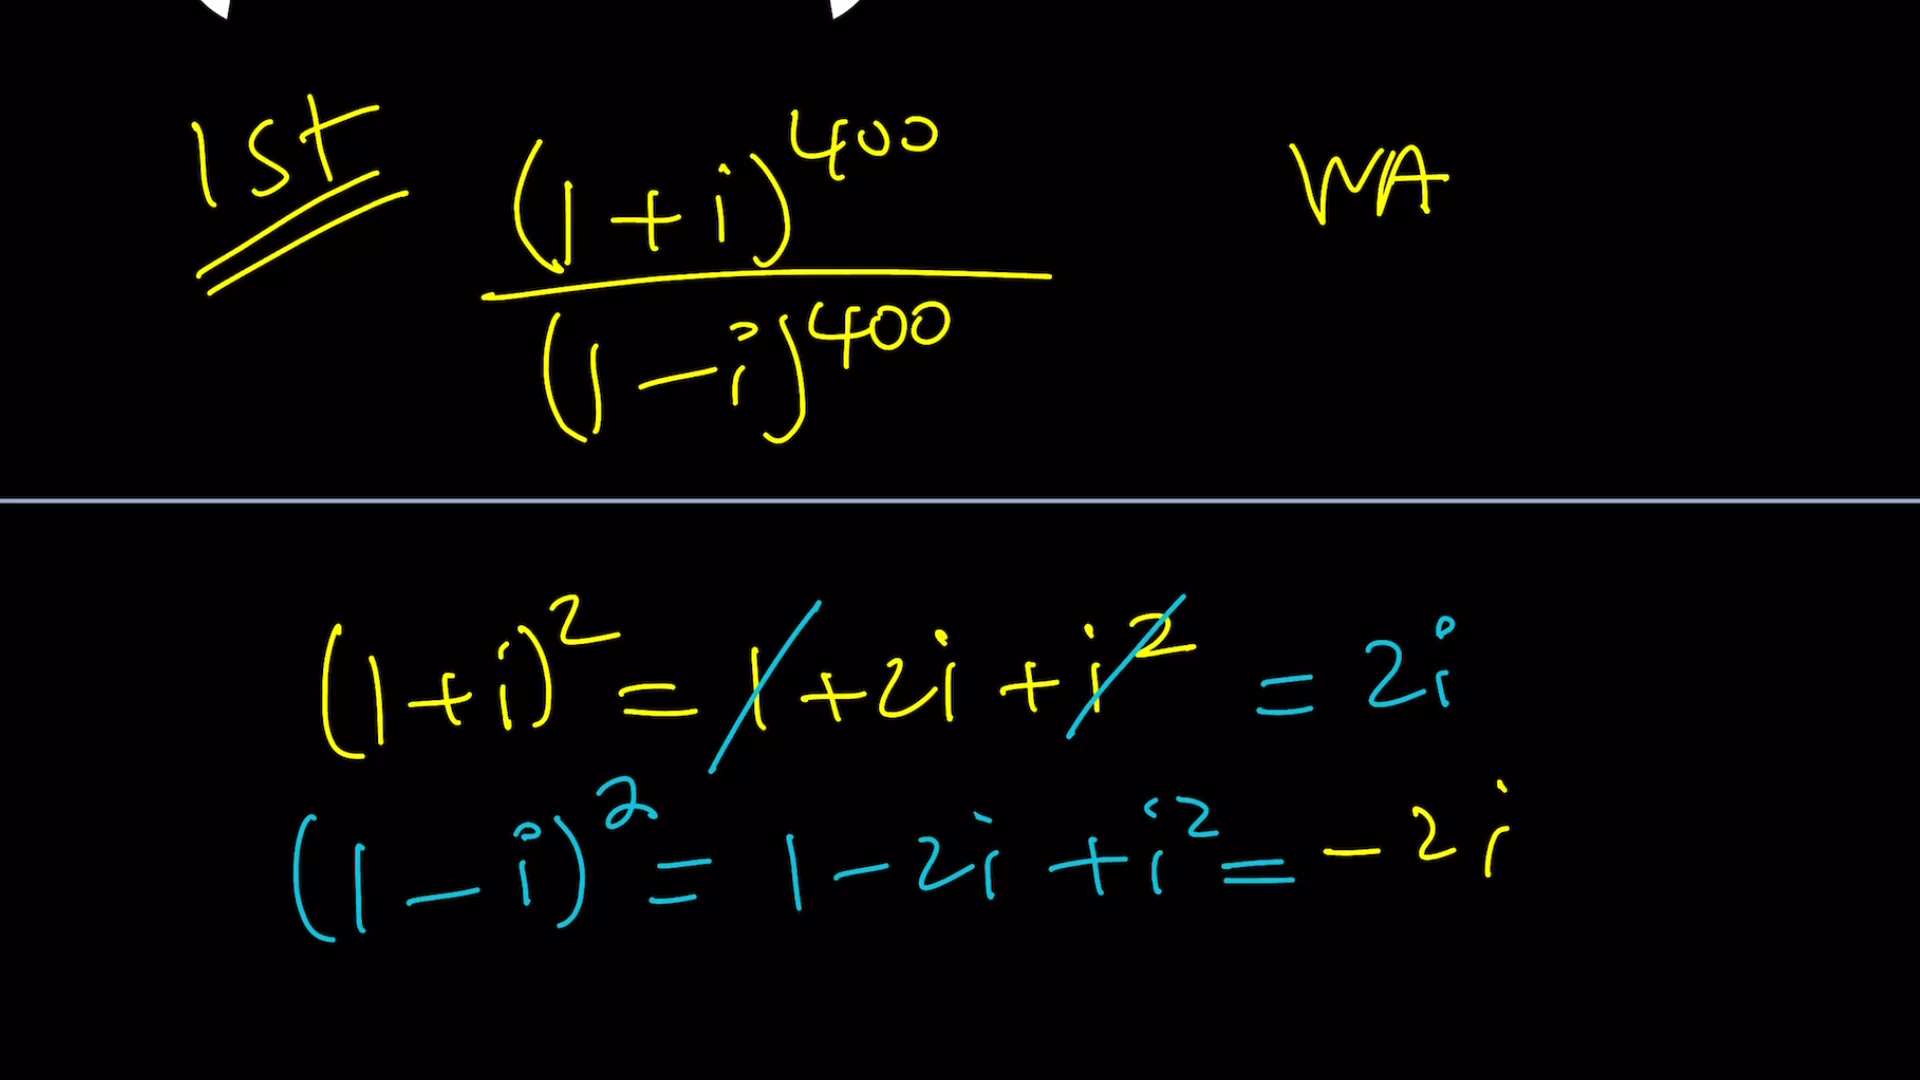 1st (1+i)^400 WA
(1-i)^400
(1+i)^2 = 1+2i+i^2 = 2i
(1-i)^2 = 1-2i+i^2 = -2i